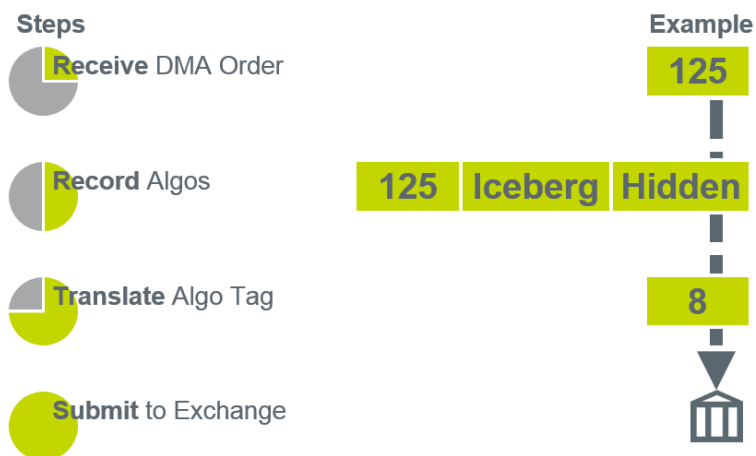 Steps
Example
Receive DMA Order
125
Record Algos
125 Iceberg Hidden
Translate Algo Tag
8
Submit to Exchange